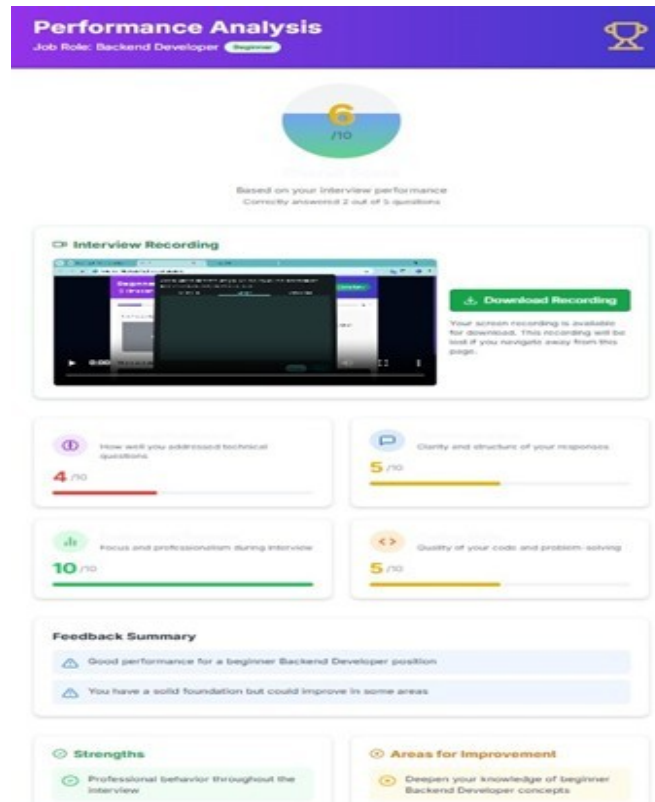 Performance Analysis
Job Role: Backend Developer Beginner
6
/10
Based on your interview performance
Correctly answered 2 out of 5 questions
Interview Recording
0:00
Download Recording
Your screen recording is available
for download. This recording will be
lost if you navigate away from this
page.
How well you addressed technical
questions
4 /10
Clarity and structure of your responses
5 /10
Focus and professionalism during interview
10 /10
Quality of your code and problem-solving
5 /10
Feedback Summary
Good performance for a beginner Backend Developer position
You have a solid foundation but could improve in some areas
Strengths
Professional behavior throughout the
interview
Areas for Improvement
Deepen your knowledge of beginner
Backend Developer concepts